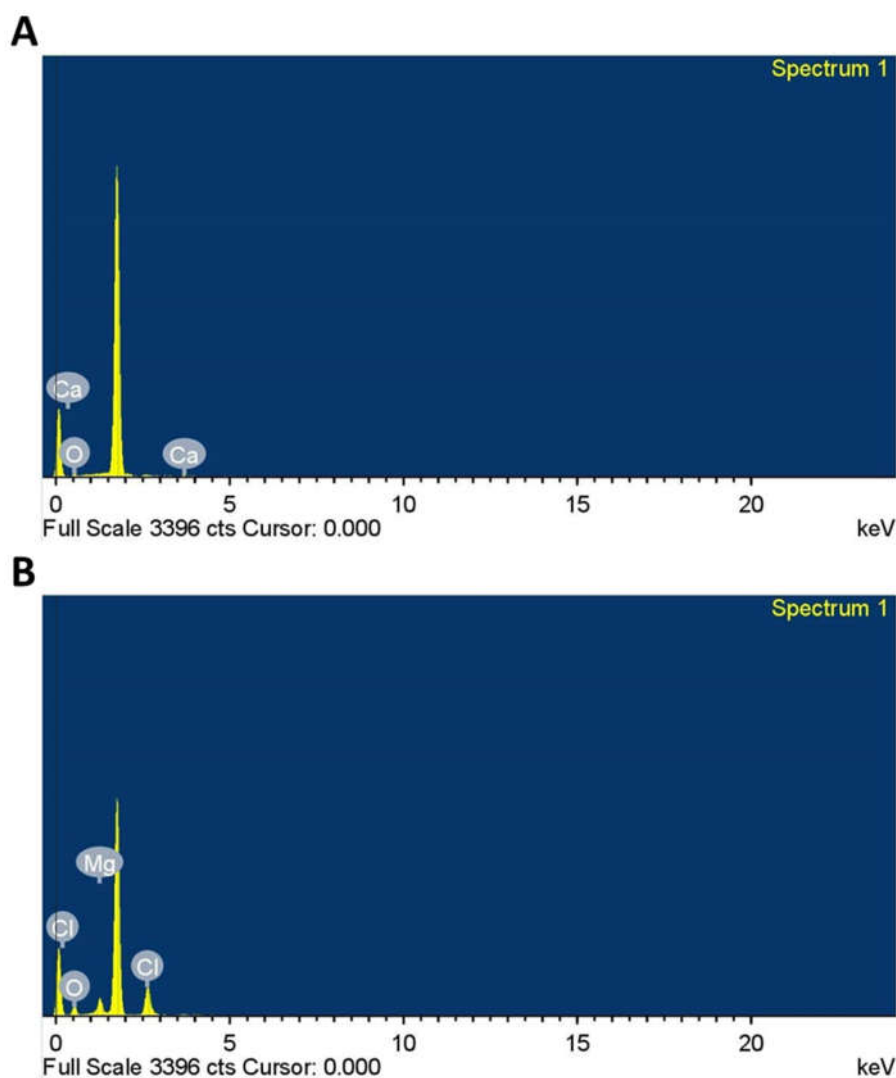 A
Spectrum 1
Ca
O
Ca
0 5 10 15 20
Full Scale 3396 cts Cursor: 0.000 keV
B
Spectrum 1
Mg
Cl
Cl
O
0 5 10 15 20
Full Scale 3396 cts Cursor: 0.000 keV